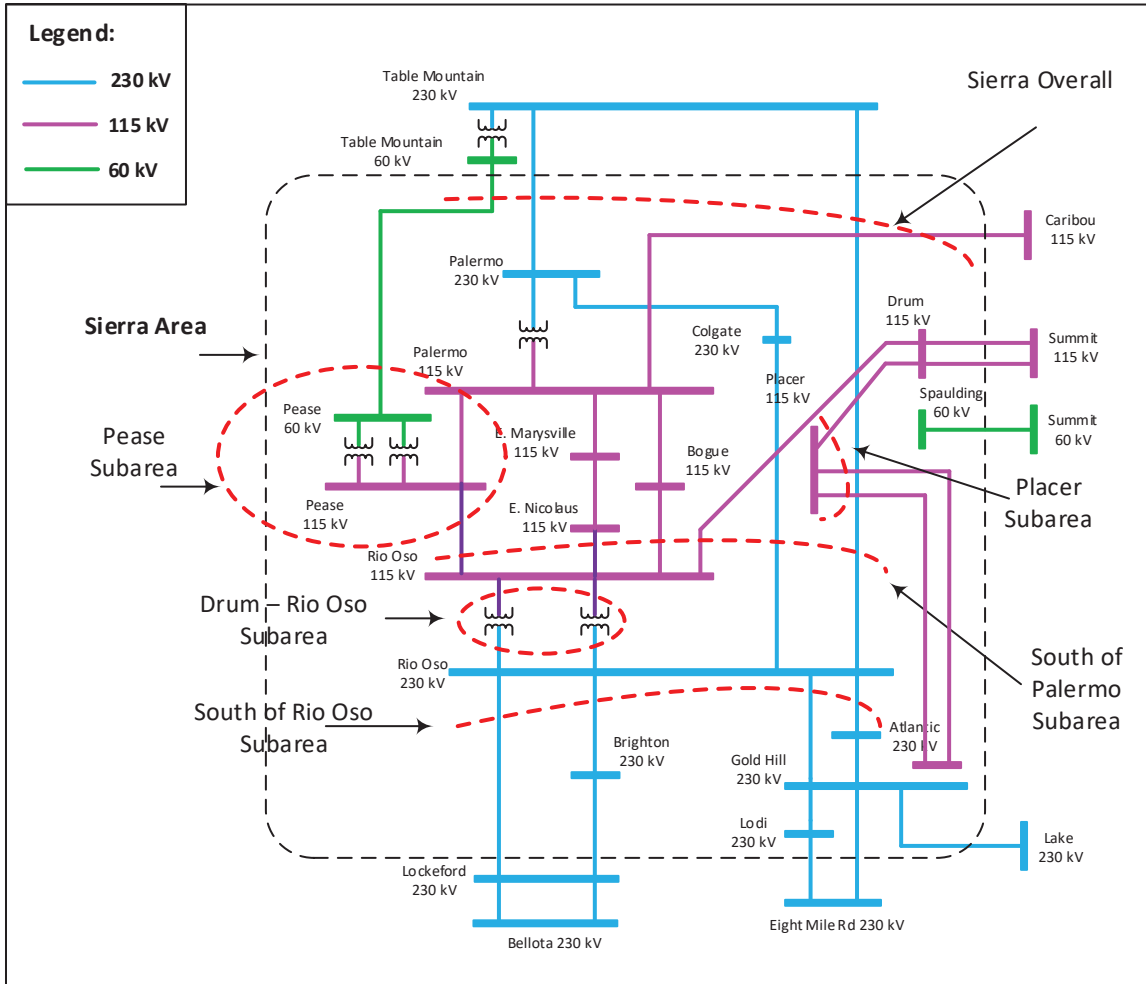 Legend:
230 kV
115 kV
60 kV
Table Mountain
230 kV
Sierra Overall
Table Mountain
60 kV
Caribou
115 kV
Palermo
230 kV
Sierra Area
Colgate
230 kV
Drum
115 kV
Summit
115 kV
Palermo
115 kV
Placer
115 kV
Spaulding
60 kV
Summit
60 kV
Pease
60 kV
Pease
Subarea
E. Marysville
115 kV
Bogue
115 kV
Placer
Subarea
Pease
115 kV
E. Nicolaus
115 kV
Rio Oso
115 kV
Drum – Rio Oso
Subarea
Rio Oso
230 kV
South of
Palermo
Subarea
South of Rio Oso
Subarea
Atlantic
230 kV
Brighton
230 kV
Gold Hill
230 kV
Lodi
230 kV
Lake
230 kV
Lockeford
230 kV
Bellota 230 kV
Eight Mile Rd 230 kV